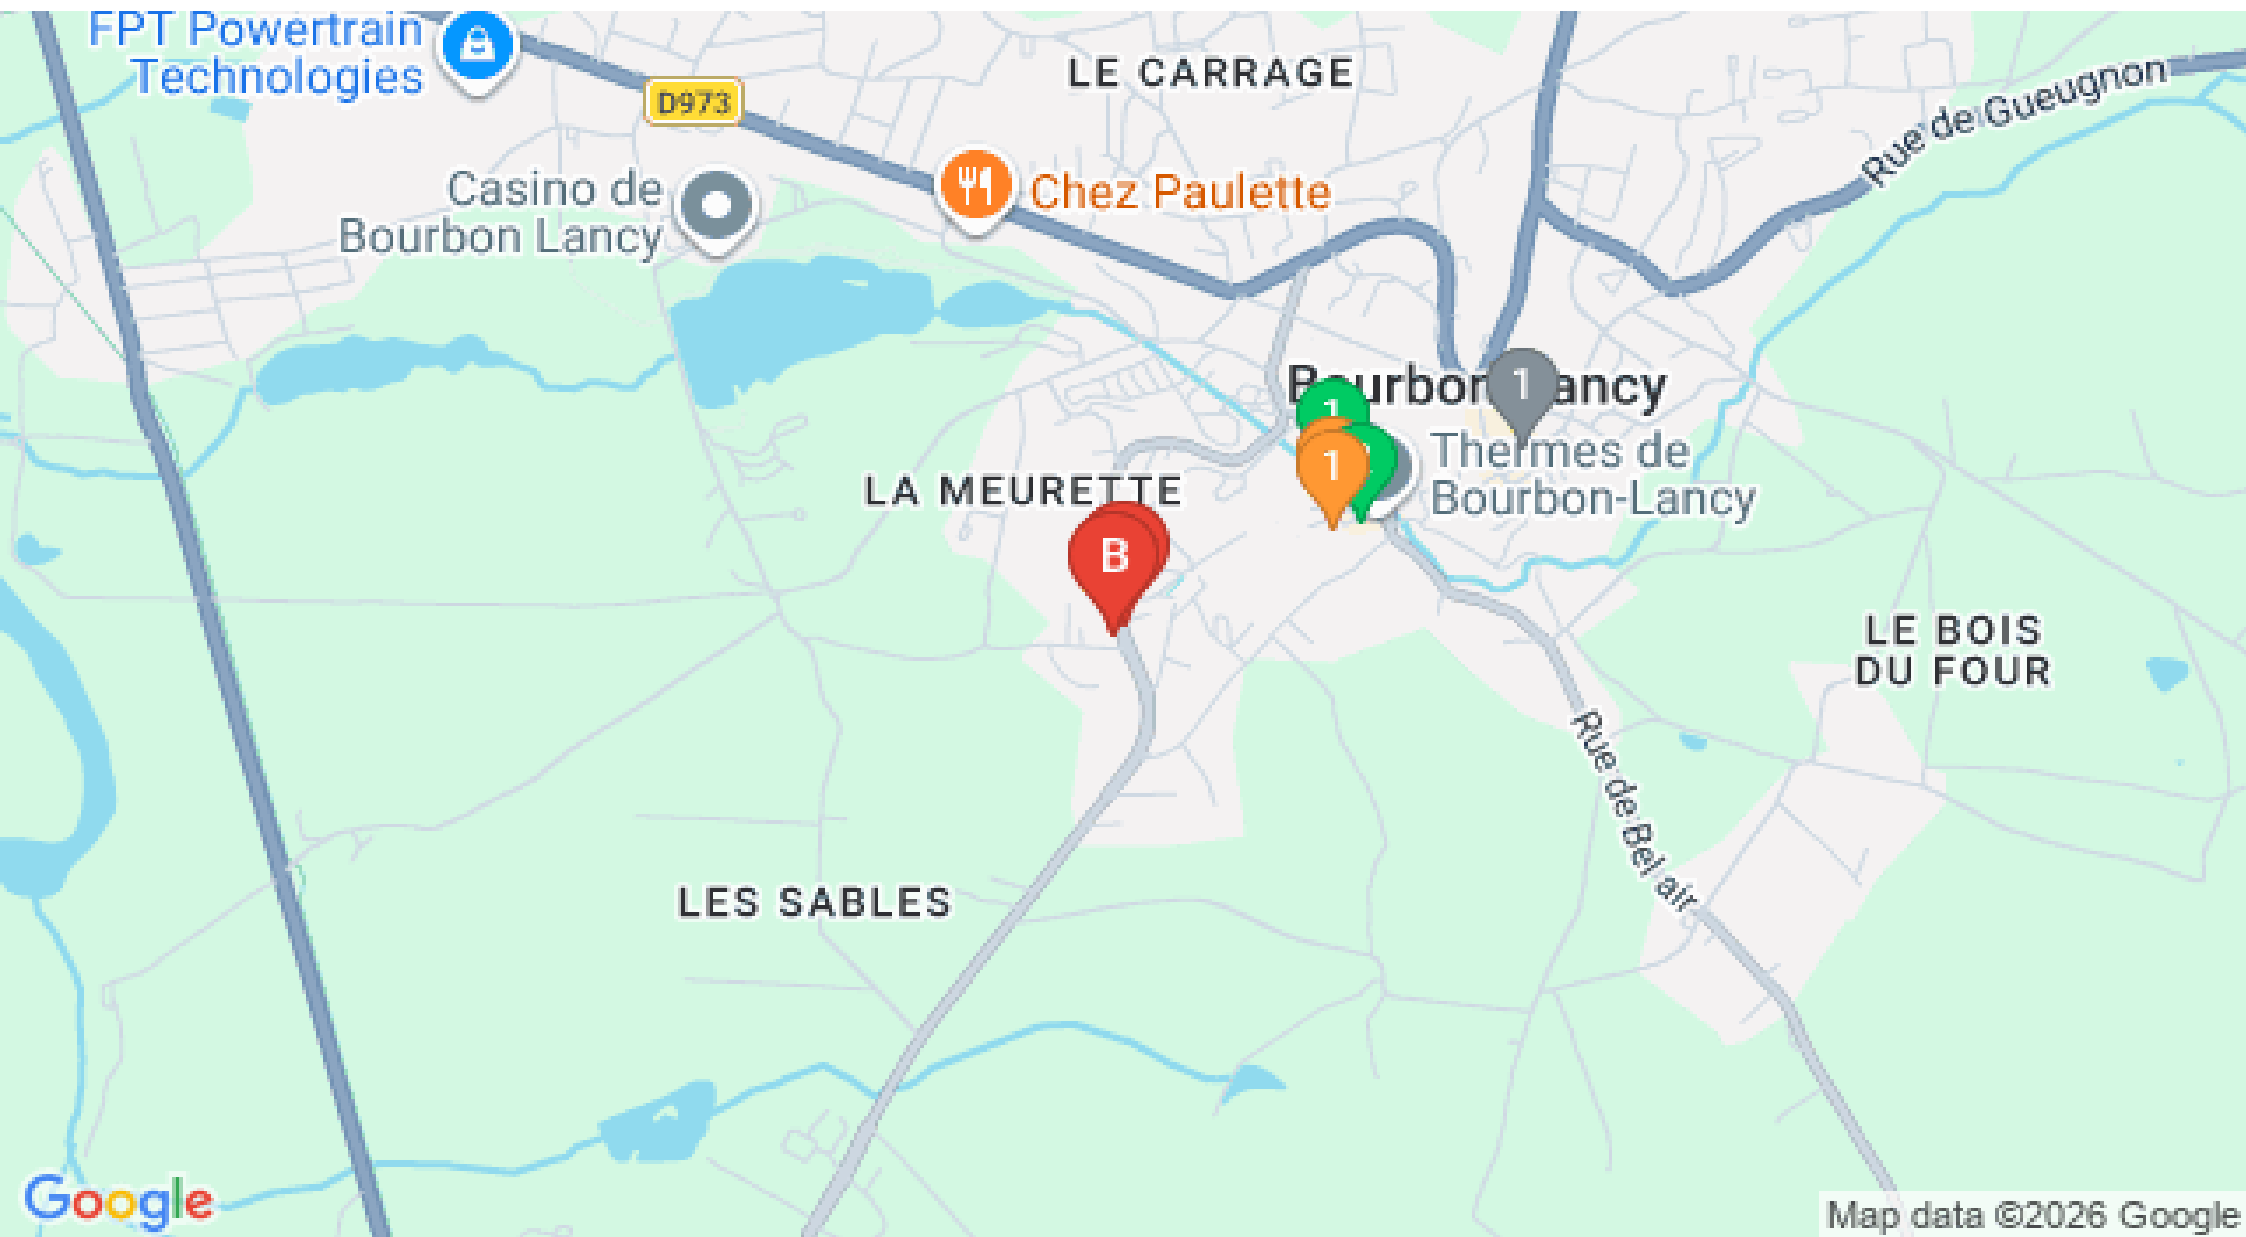 FPT Powertrain
Technologies
D973
LE CARRAGE
Rue de Gueugnon
Casino de
Bourbon Lancy
Chez Paulette
1
1
1
Thermes de
Bourbon-Lancy
LA MEURETTE
B
LE BOIS
DU FOUR
Rue de Bel air
LES SABLES
Google
Map data ©2026 Google